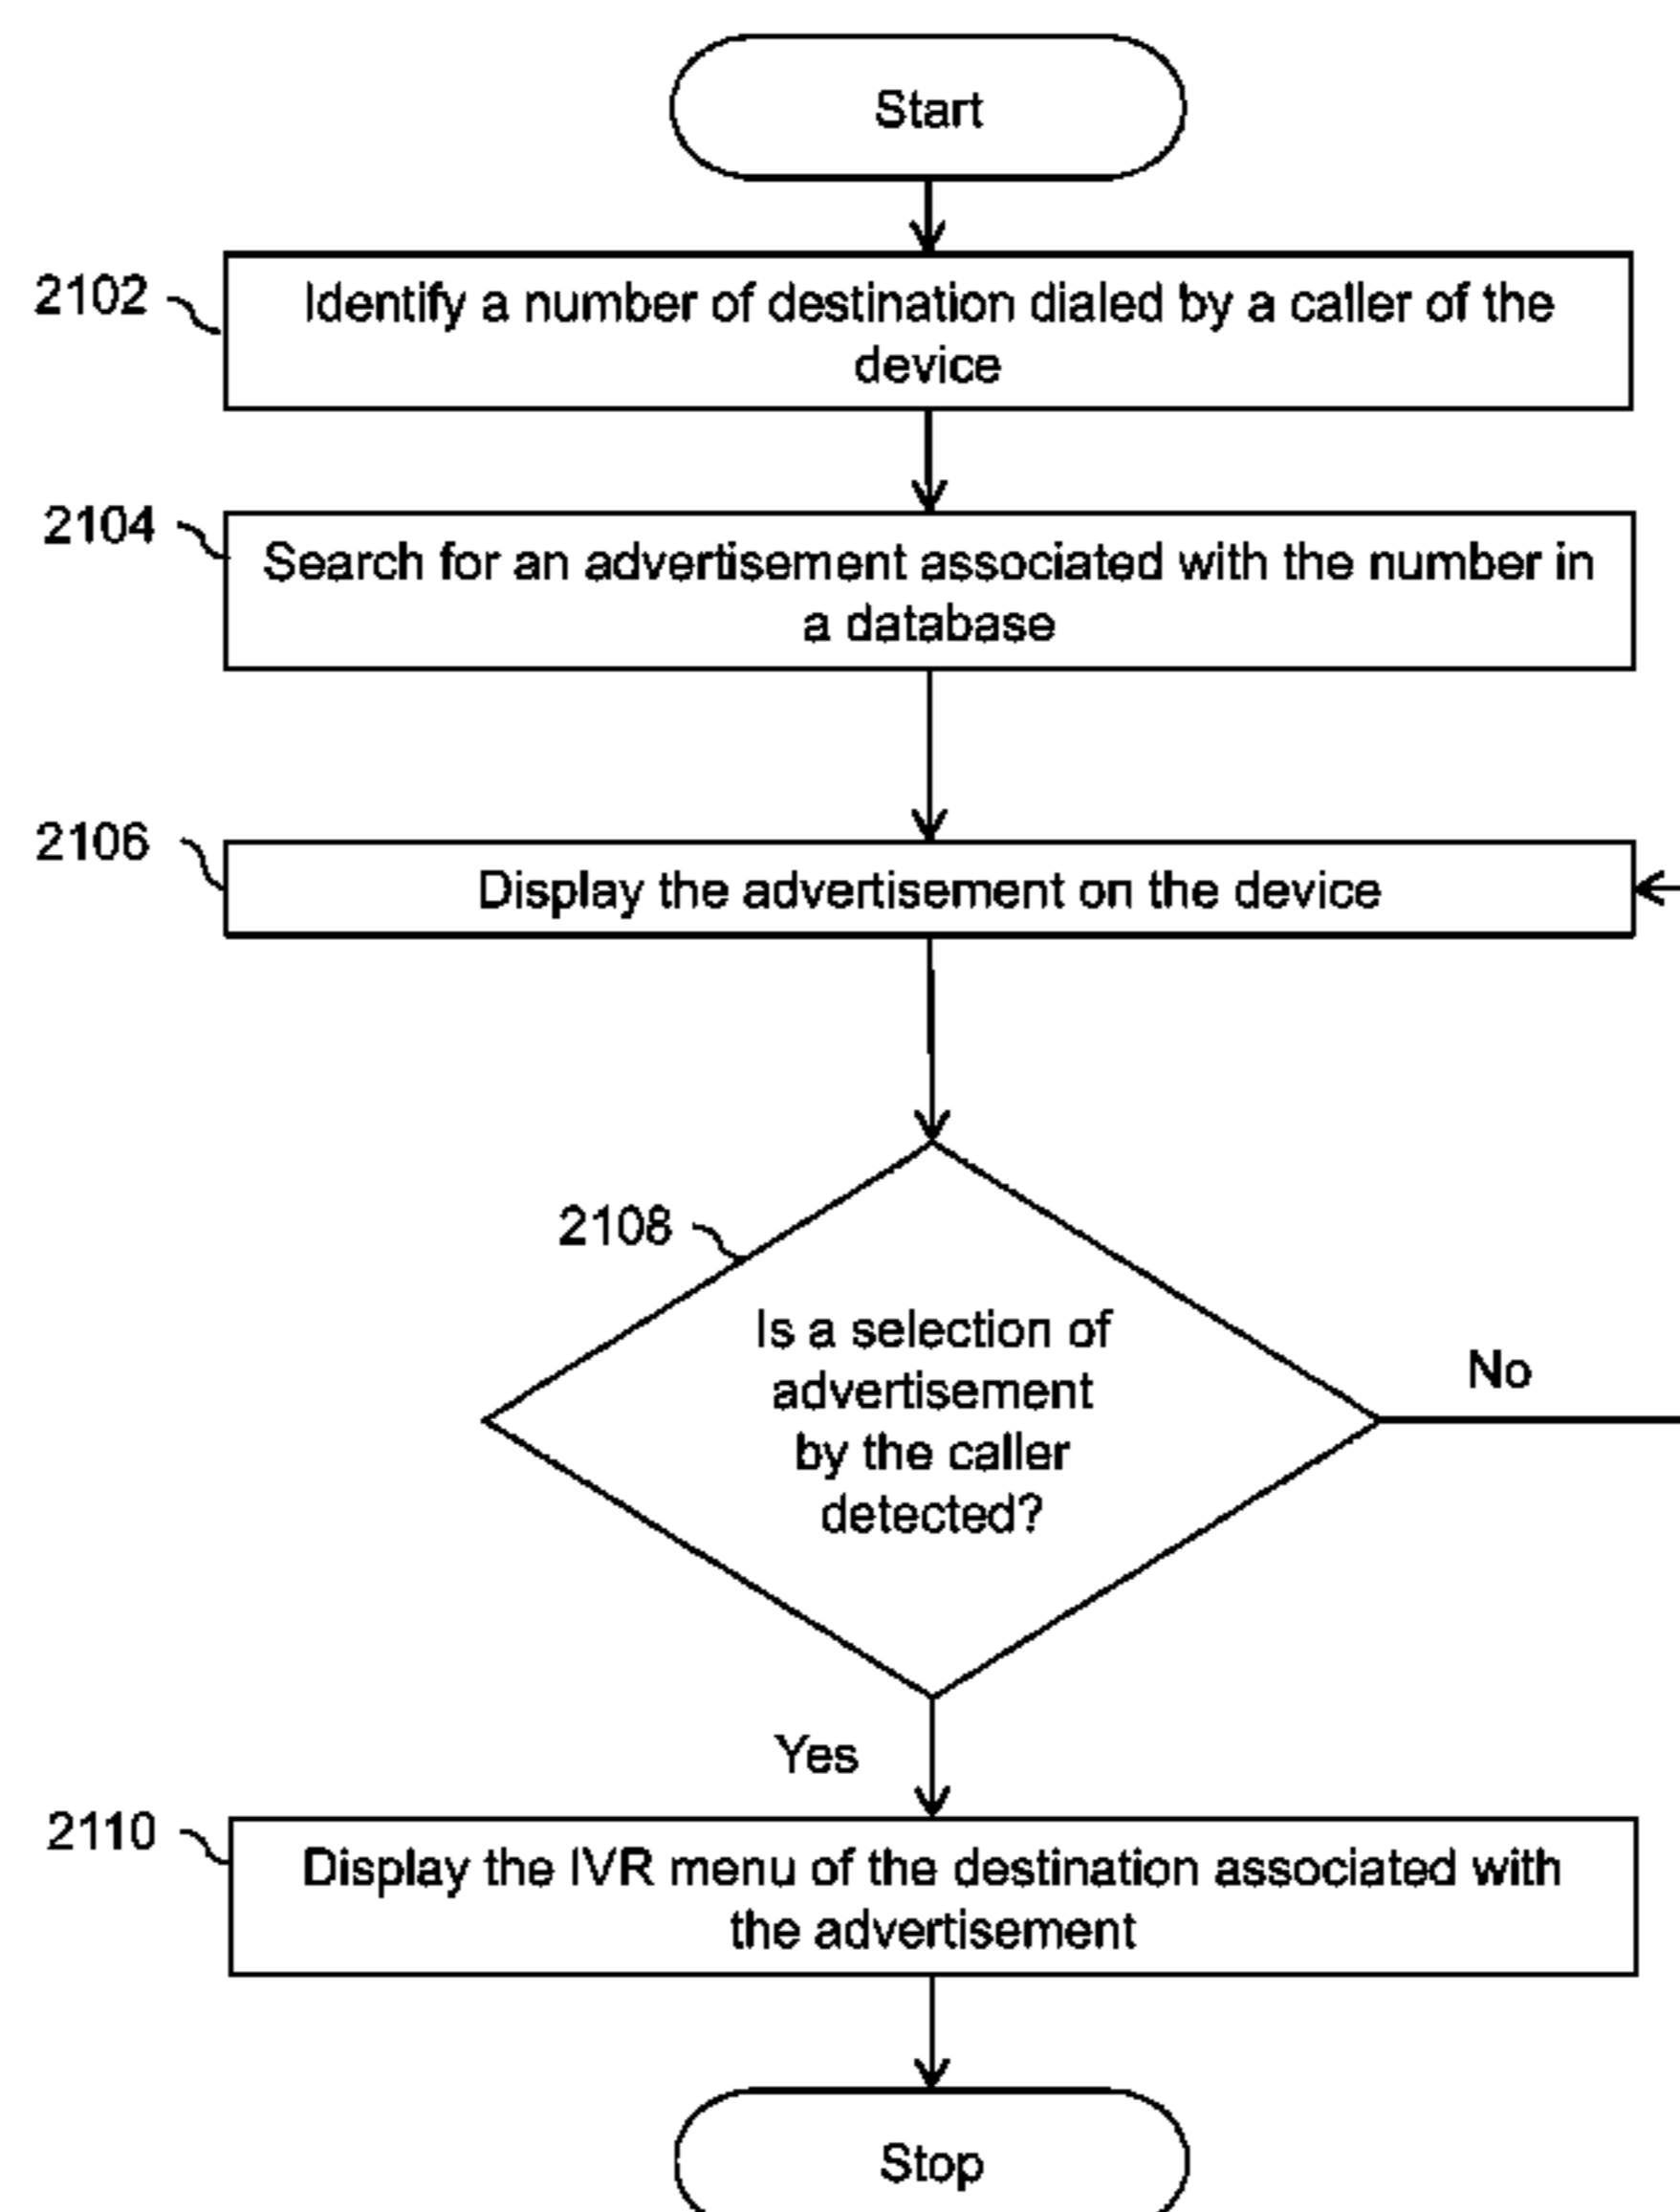 Start
2102
Identify a number of destination dialed by a caller of the
device
2104
Search for an advertisement associated with the number in
a database
2106
Display the advertisement on the device
2108
Is a selection of
advertisement
by the caller
detected?
No
Yes
2110
Display the IVR menu of the destination associated with
the advertisement
Stop